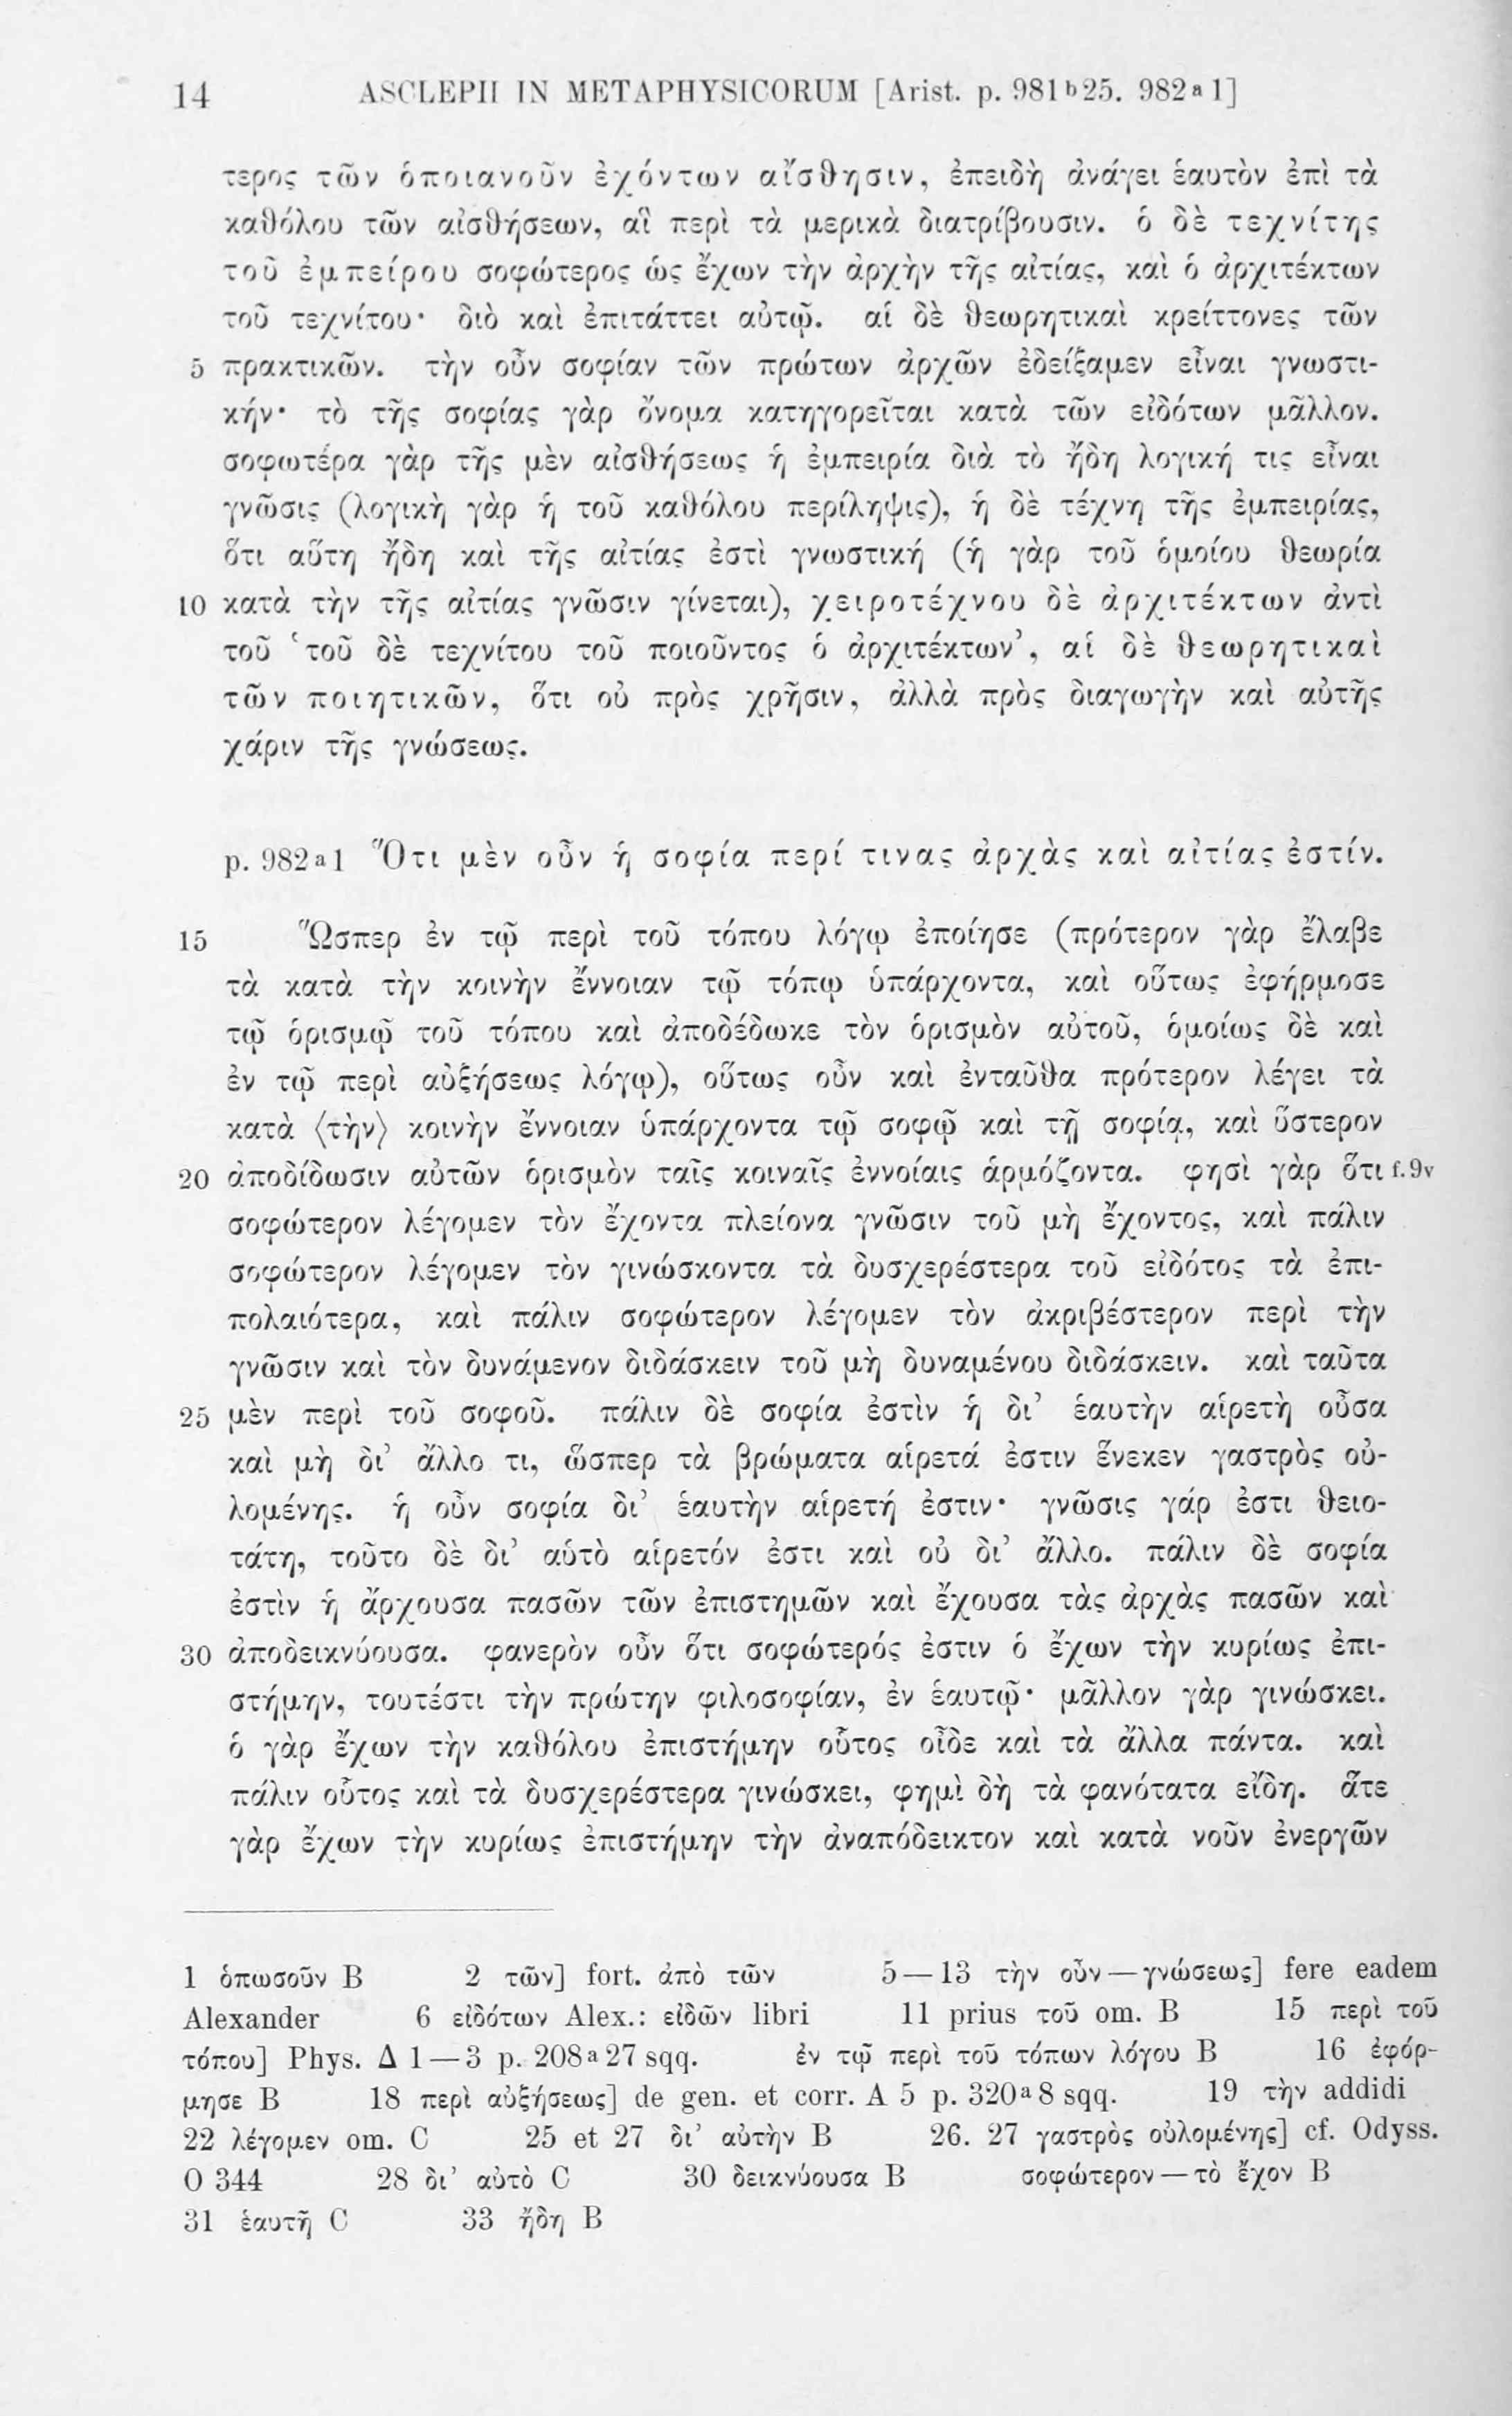 14 ASCLEPII IN METAPHYSICORUM [Arist. p. 981 b 25. 982 a 1]
τερος τῶν ὁποιανοῦν ἐχόντων αἴσθησιν, ἐπειδὴ ἀνάγει ἑαυτὸν ἐπὶ τὰ
καθόλου τῶν αἰσθήσεων, αἳ περὶ τὰ μερικὰ διατρίβουσιν. ὁ δὲ τεχνίτης
τοῦ ἐμπείρου σοφώτερος ὡς ἔχων τὴν ἀρχὴν τῆς αἰτίας, καὶ ὁ ἀρχιτέκτων
τοῦ τεχνίτου· διὸ καὶ ἐπιτάττει αὐτῷ. αἱ δὲ θεωρητικαὶ κρείττονες τῶν
5 πρακτικῶν. τὴν οὖν σοφίαν τῶν πρώτων ἀρχῶν ἐδείξαμεν εἶναι γνωστι-
κήν· τὸ τῆς σοφίας γὰρ ὄνομα κατηγορεῖται κατὰ τῶν εἰδότων μᾶλλον.
σοφωτέρα γὰρ τῆς μὲν αἰσθήσεως ἡ ἐμπειρία διὰ τὸ ἤδη λογική τις εἶναι
γνῶσις (λογικὴ γὰρ ἡ τοῦ καθόλου περίληψις), ἡ δὲ τέχνη τῆς ἐμπειρίας,
ὅτι αὕτη ἤδη καὶ τῆς αἰτίας ἐστὶ γνωστική (ἡ γὰρ τοῦ ὁμοίου θεωρία
10 κατὰ τὴν τῆς αἰτίας γνῶσιν γίνεται), χειροτέχνου δὲ ἀρχιτέκτων ἀντὶ
τοῦ ‘τοῦ δὲ τεχνίτου τοῦ ποιοῦντος ὁ ἀρχιτέκτων’, αἱ δὲ θεωρητικαὶ
τῶν ποιητικῶν, ὅτι οὐ πρὸς χρῆσιν, ἀλλὰ πρὸς διαγωγὴν καὶ αὐτῆς
χάριν τῆς γνώσεως.
p. 982 a 1 Ὅτι μὲν οὖν ἡ σοφία περί τινας ἀρχὰς καὶ αἰτίας ἐστίν.
15 Ὥσπερ ἐν τῷ περὶ τοῦ τόπου λόγῳ ἐποίησε (πρότερον γὰρ ἔλαβε
τὰ κατὰ τὴν κοινὴν ἔννοιαν τῷ τόπῳ ὑπάρχοντα, καὶ οὕτως ἐφήρμοσε
τῷ ὁρισμῷ τοῦ τόπου καὶ ἀποδέδωκε τὸν ὁρισμὸν αὐτοῦ, ὁμοίως δὲ καὶ
ἐν τῷ περὶ αὐξήσεως λόγῳ), οὕτως οὖν καὶ ἐνταῦθα πρότερον λέγει τὰ
κατὰ ⟨τὴν⟩ κοινὴν ἔννοιαν ὑπάρχοντα τῷ σοφῷ καὶ τῇ σοφίᾳ, καὶ ὕστερον
20 ἀποδίδωσιν αὐτῶν ὁρισμὸν ταῖς κοιναῖς ἐννοίαις ἁρμόζοντα. φησὶ γὰρ ὅτι f. 9v
σοφώτερον λέγομεν τὸν ἔχοντα πλείονα γνῶσιν τοῦ μὴ ἔχοντος, καὶ πάλιν
σοφώτερον λέγομεν τὸν γινώσκοντα τὰ δυσχερέστερα τοῦ εἰδότος τὰ ἐπι-
πολαιότερα, καὶ πάλιν σοφώτερον λέγομεν τὸν ἀκριβέστερον περὶ τὴν
γνῶσιν καὶ τὸν δυνάμενον διδάσκειν τοῦ μὴ δυναμένου διδάσκειν. καὶ ταῦτα
25 μὲν περὶ τοῦ σοφοῦ. πάλιν δὲ σοφία ἐστὶν ἡ δι’ ἑαυτὴν αἱρετὴ οὖσα
καὶ μὴ δι’ ἄλλο τι, ὥσπερ τὰ βρώματα αἱρετά ἐστιν ἕνεκεν γαστρὸς οὐ-
λομένης. ἡ οὖν σοφία δι’ ἑαυτὴν αἱρετή ἐστιν· γνῶσις γάρ ἐστι θειο-
τάτη, τοῦτο δὲ δι’ αὑτὸ αἱρετόν ἐστι καὶ οὐ δι’ ἄλλο. πάλιν δὲ σοφία
ἐστὶν ἡ ἄρχουσα πασῶν τῶν ἐπιστημῶν καὶ ἔχουσα τὰς ἀρχὰς πασῶν καὶ
30 ἀποδεικνύουσα. φανερὸν οὖν ὅτι σοφώτερός ἐστιν ὁ ἔχων τὴν κυρίως ἐπι-
στήμην, τουτέστι τὴν πρώτην φιλοσοφίαν, ἐν ἑαυτῷ· μᾶλλον γὰρ γινώσκει.
ὁ γὰρ ἔχων τὴν καθόλου ἐπιστήμην οὗτος οἶδε καὶ τὰ ἄλλα πάντα. καὶ
πάλιν οὗτος καὶ τὰ δυσχερέστερα γινώσκει, φημὶ δὴ τὰ φανότατα εἴδη. ἅτε
γὰρ ἔχων τὴν κυρίως ἐπιστήμην τὴν ἀναπόδεικτον καὶ κατὰ νοῦν ἐνεργῶν
1 ὁπωσοῦν B 2 τῶν] fort. ἀπὸ τῶν 5—13 τὴν οὖν—γνώσεως] fere eadem
Alexander 6 εἰδότων Alex.: εἰδῶν libri 11 prius τοῦ om. B 15 περὶ τοῦ
τόπου] Phys. Δ 1—3 p. 208 a 27 sqq. ἐν τῷ περὶ τοῦ τόπων λόγου B 16 ἐφόρ-
μησε B 18 περὶ αὐξήσεως] de gen. et corr. A 5 p. 320 a 8 sqq. 19 τὴν addidi
22 λέγομεν om. C 25 et 27 δι’ αὐτὴν B 26. 27 γαστρὸς οὐλομένης] cf. Odyss.
Ο 344 28 δι’ αὐτὸ C 30 δεικνύουσα B σοφώτερον—τὸ ἔχον B
31 ἑαυτῇ C 33 ἤδη B